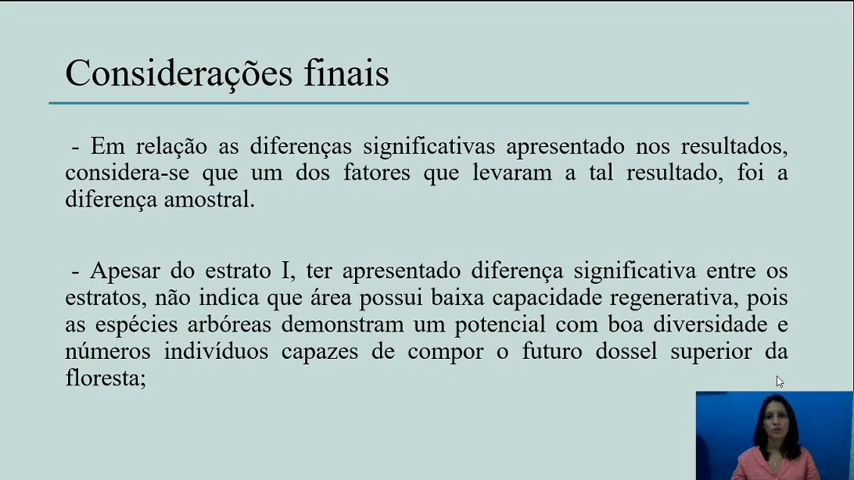 Considerações finais
- Em relação as diferenças significativas apresentado nos resultados,
considera-se que um dos fatores que levaram a tal resultado, foi a
diferença amostral.
- Apesar do estrato I, ter apresentado diferença significativa entre os
estratos, não indica que área possui baixa capacidade regenerativa, pois
as espécies arbóreas demonstram um potencial com boa diversidade e
números indivíduos capazes de compor o futuro dossel superior da
floresta;